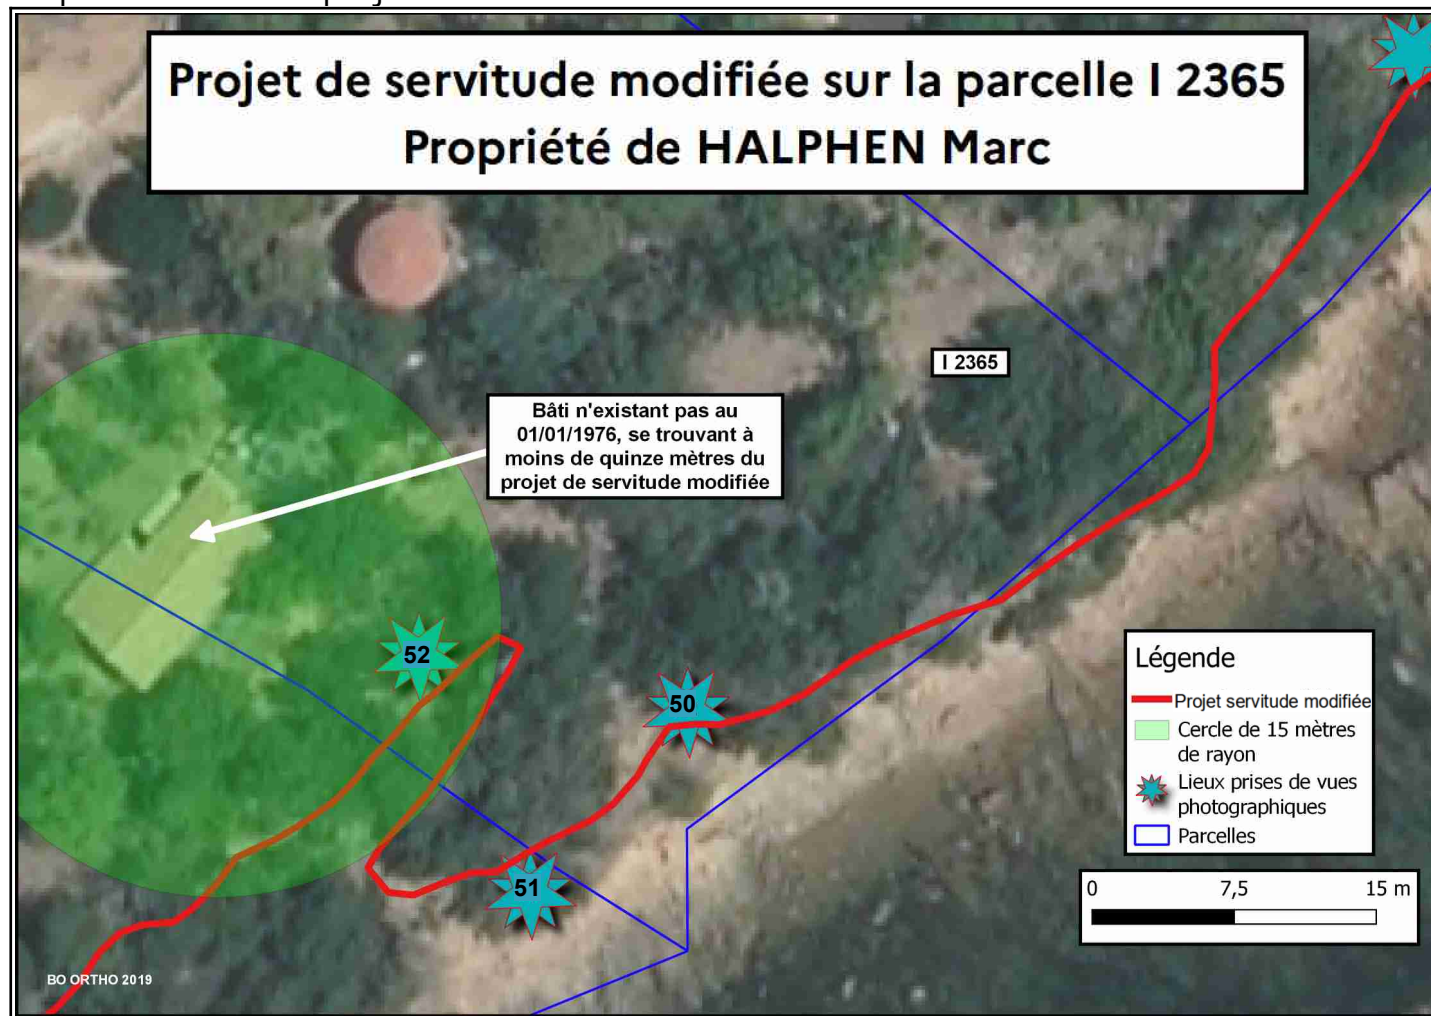 Projet de servitude modifiée sur la parcelle I 2365
Propriété de HALPHEN Marc
I 2365
Bâti n'existant pas au
01/01/1976, se trouvant à
moins de quinze mètres du
projet de servitude modifiée
52
50
51
Légende
Projet servitude modifiée
Cercle de 15 mètres
de rayon
Lieux prises de vues
photographiques
Parcelles
0 7,5 15 m
BO ORTHO 2019